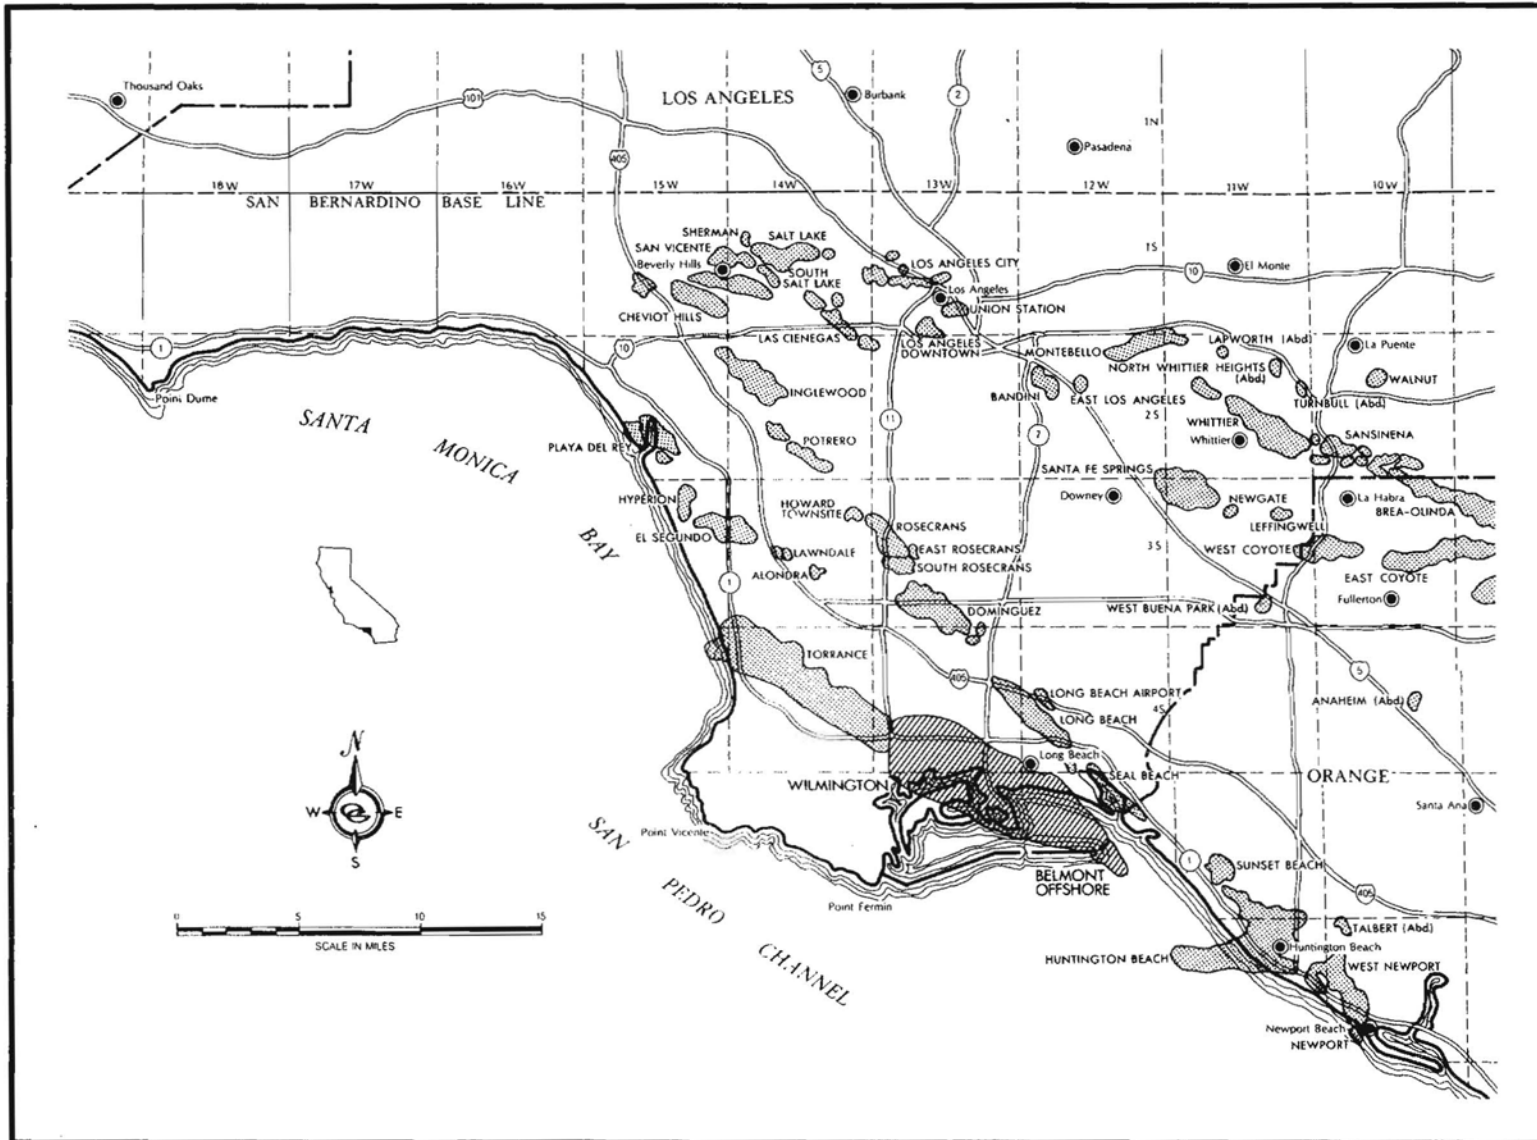 Thousand Oaks
101
LOS ANGELES
5
Burbank
2
1N
Pasadena
405
18W
17W
16W
15W
14W
13W
12W
11W
10W
SAN BERNARDINO BASE LINE
SHERMAN
SALT LAKE
SAN VICENTE
Beverly Hills
SOUTH
SALT LAKE
LOS ANGELES CITY
1S
El Monte
10
Los Angeles
UNION STATION
CHEVIOT HILLS
LAS CIENEGAS
LOS ANGELES
DOWNTOWN
MONTEBELLO
LAPWORTH (Abd)
La Puente
1
10
NORTH WHITTIER HEIGHTS
(Abd)
WALNUT
Point Dume
INGLEWOOD
BANDINI
EAST LOS ANGELES
TURNBULL (Abd)
2 S
SANTA
MONICA
BAY
11
2
WHITTIER
Whittier
SANSINENA
PLAYA DEL REY
POTRERO
SANTA FE SPRINGS
HYPERION
HOWARD
TOWNSITE
Downey
NEWGATE
La Habra
BREA-OLINDA
ROSECRANS
LEFFINGWELL
EL SEGUNDO
LAWNDALE
EAST ROSECRANS
3 S
WEST COYOTE
ALONDRA
SOUTH ROSECRANS
EAST COYOTE
1
DOMINGUEZ
WEST BUENA PARK (Abd)
Fullerton
TORRANCE
405
5
LONG BEACH AIRPORT
ANAHEIM (Abd)
4S
LONG BEACH
Long Beach
N
W
E
S
WILMINGTON
SEAL BEACH
ORANGE
Santa Ana
Point Vicente
SAN
PEDRO
CHANNEL
1
SUNSET BEACH
BELMONT
OFFSHORE
405
Point Fermin
0
5
10
15
SCALE IN MILES
TALBERT (Abd)
Huntington Beach
HUNTINGTON BEACH
WEST NEWPORT
Newport Beach
NEWPORT